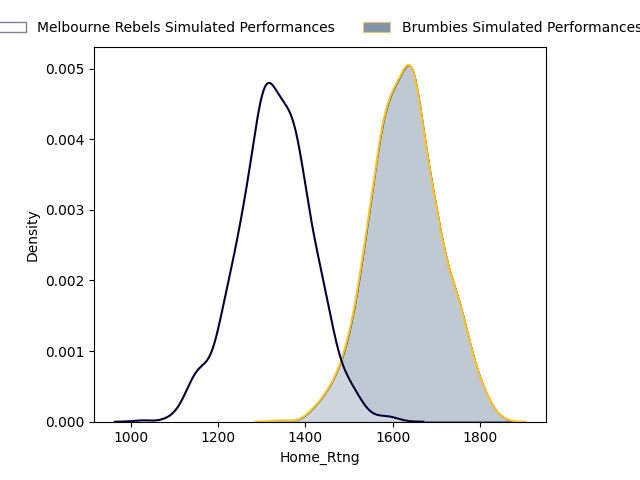 Melbourne Rebels Simulated Performances Brumbies Simulated Performances
0.005
0.004
0.003
0.002
0.001
0.000
Density
1000 1200 1400 1600 1800
Home_Rtng